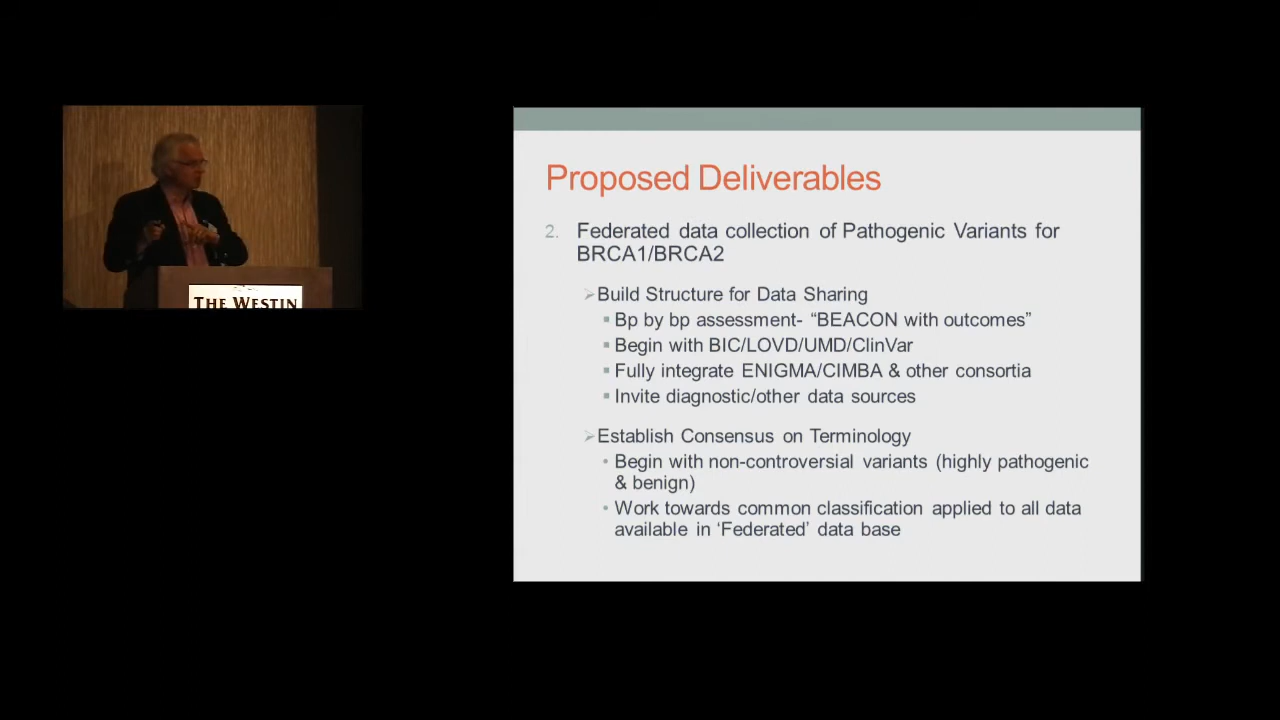 THE WESTIN
Proposed Deliverables
2. Federated data collection of Pathogenic Variants for
BRCA1/BRCA2
Build Structure for Data Sharing
Bp by bp assessment- “BEACON with outcomes”
Begin with BIC/LOVD/UMD/ClinVar
Fully integrate ENIGMA/CIMBA & other consortia
Invite diagnostic/other data sources
Establish Consensus on Terminology
Begin with non-controversial variants (highly pathogenic
& benign)
Work towards common classification applied to all data
available in ‘Federated’ data base